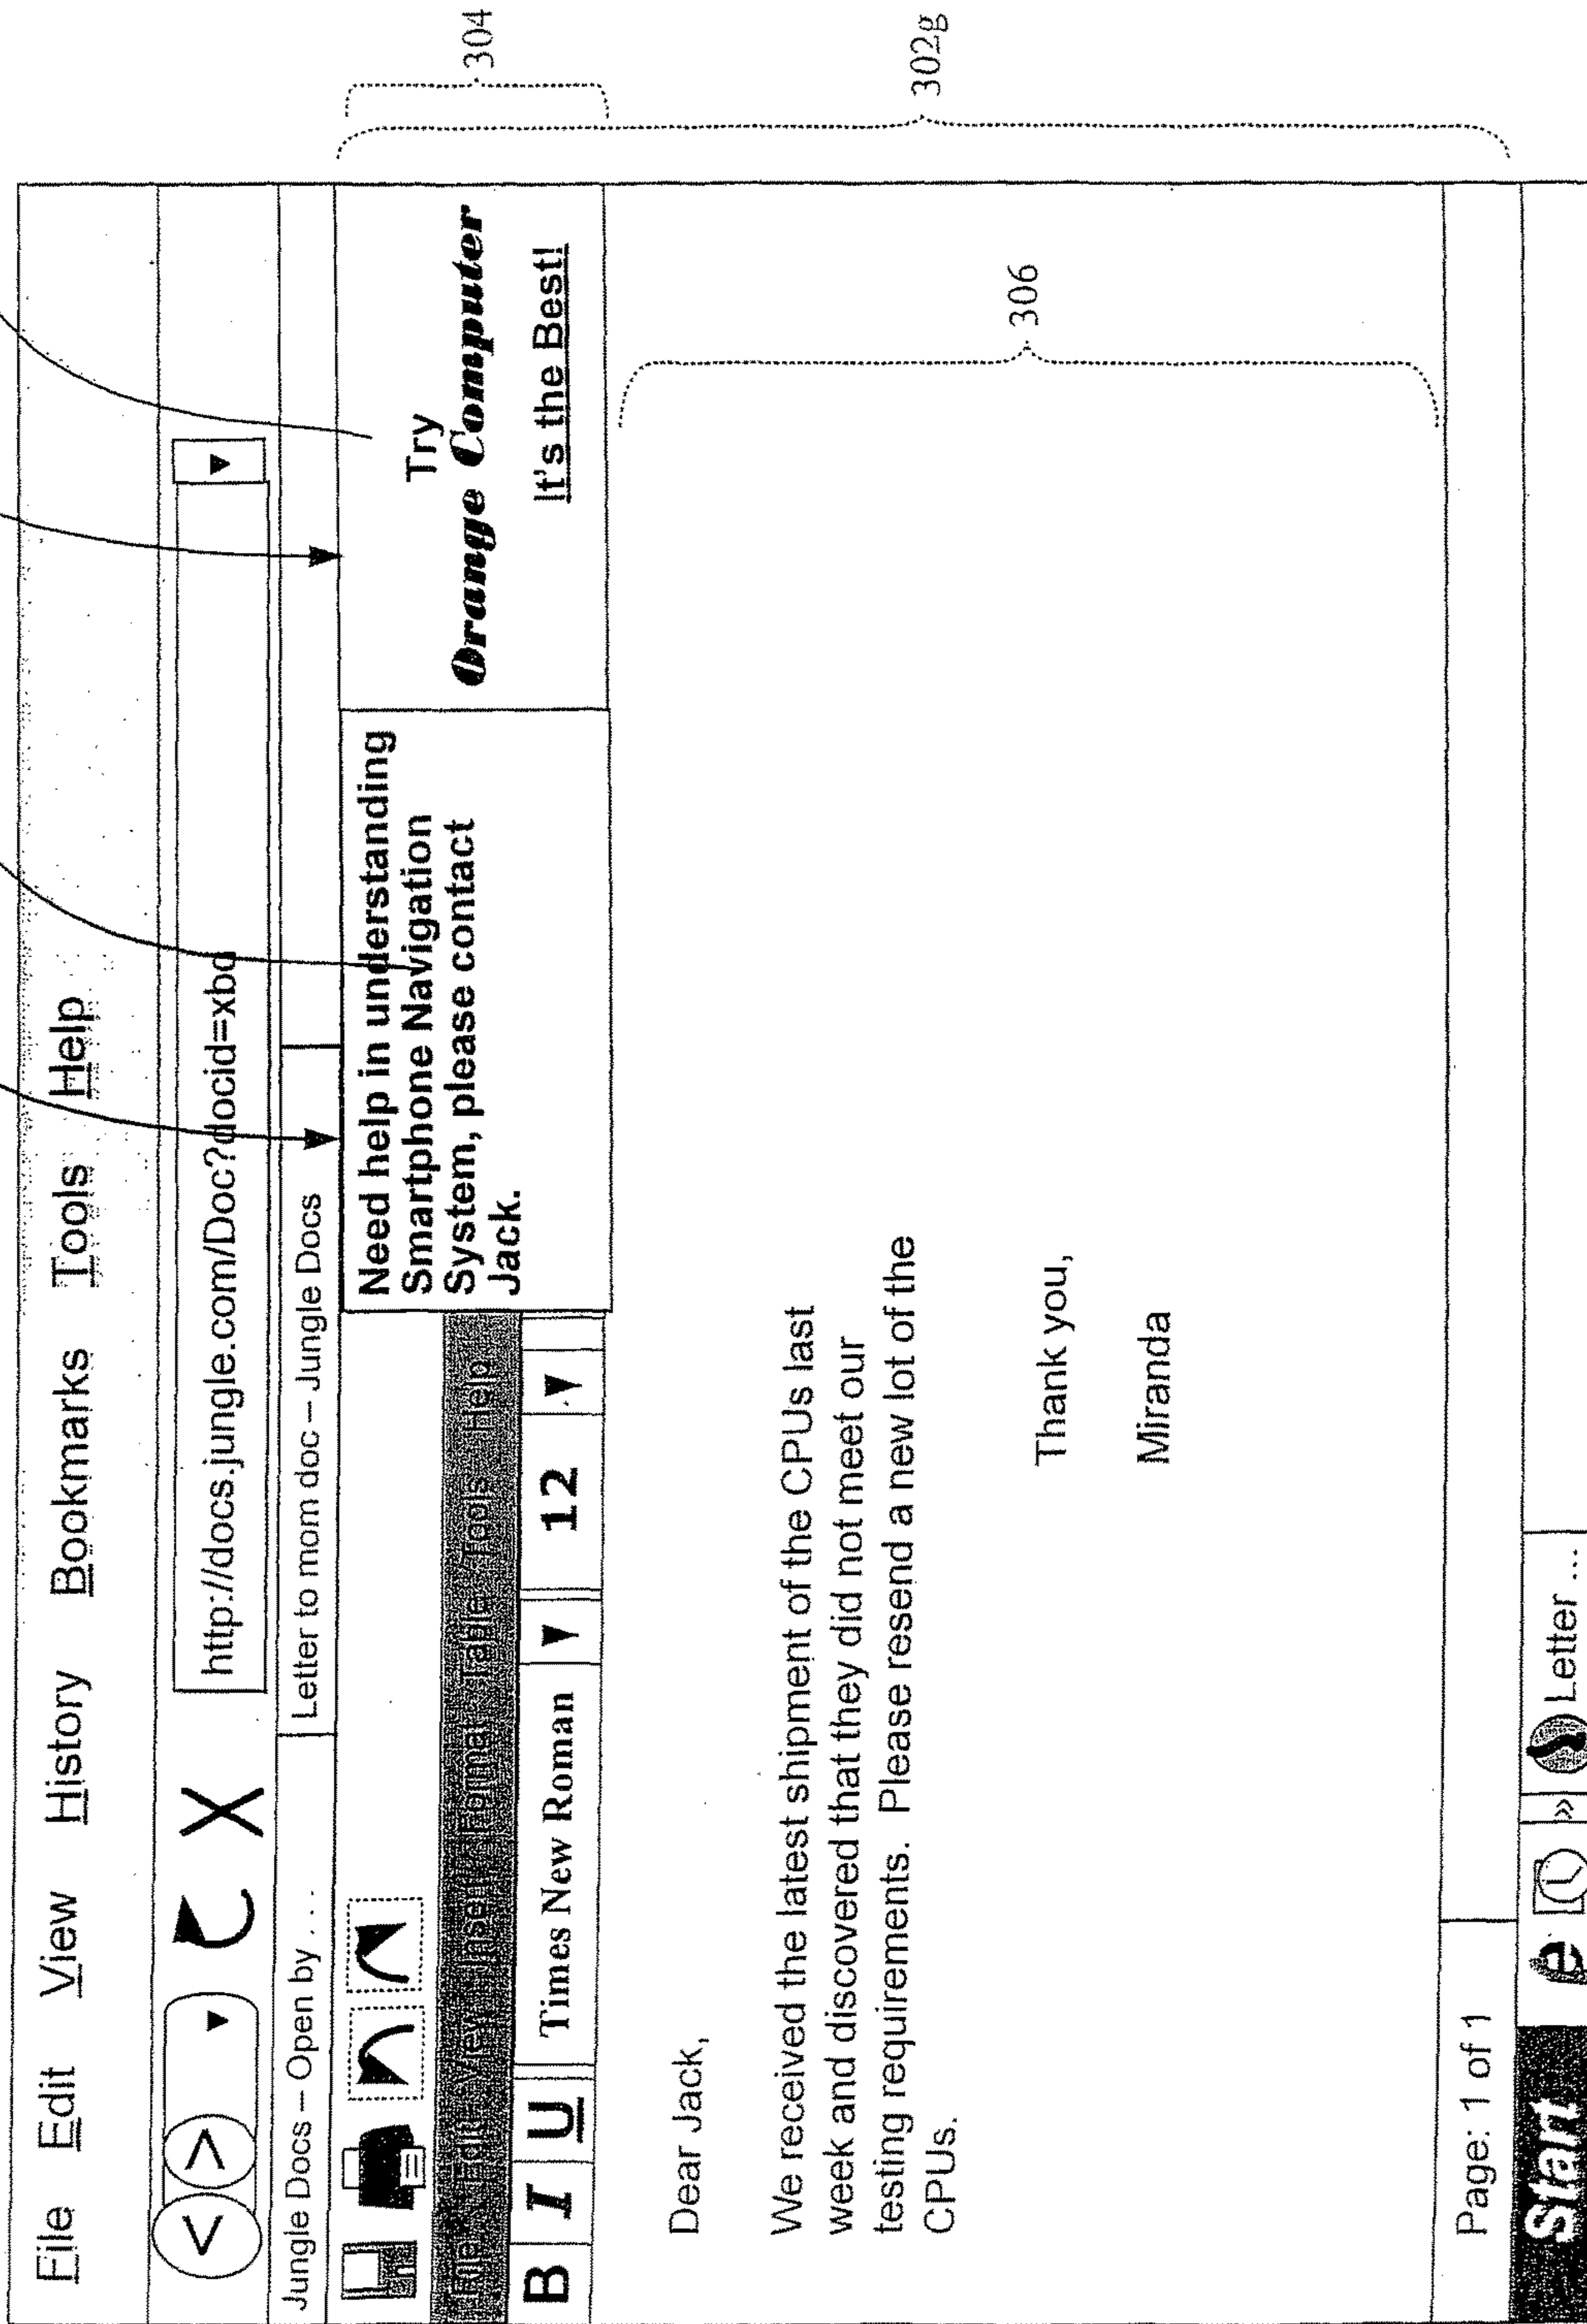 File Edit View History Bookmarks Tools Help
< > X http://docs.jungle.com/Doc?docid=xbd
Jungle Docs – Open by . . . Letter to mom doc – Jungle Docs
Need help in understanding
Smartphone Navigation
System, please contact
Jack.
Try
Orange Computer
It's the Best!
File Edit View Insert Format Table Tools Help
B I U Times New Roman 12
304
302g
306
Dear Jack,
We received the latest shipment of the CPUs last
week and discovered that they did not meet our
testing requirements. Please resend a new lot of the
CPUs.
Thank you,
Miranda
Page: 1 of 1
start e » Letter ...